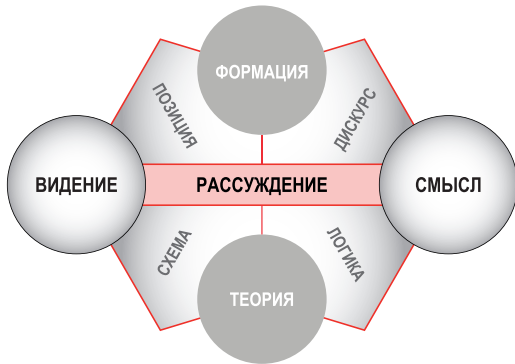 ФОРМАЦИЯ
ПОЗИЦИЯ
ДИСКУРС
ВИДЕНИЕ
РАССУЖДЕНИЕ
СМЫСЛ
СХЕМА
ЛОГИКА
ТЕОРИЯ